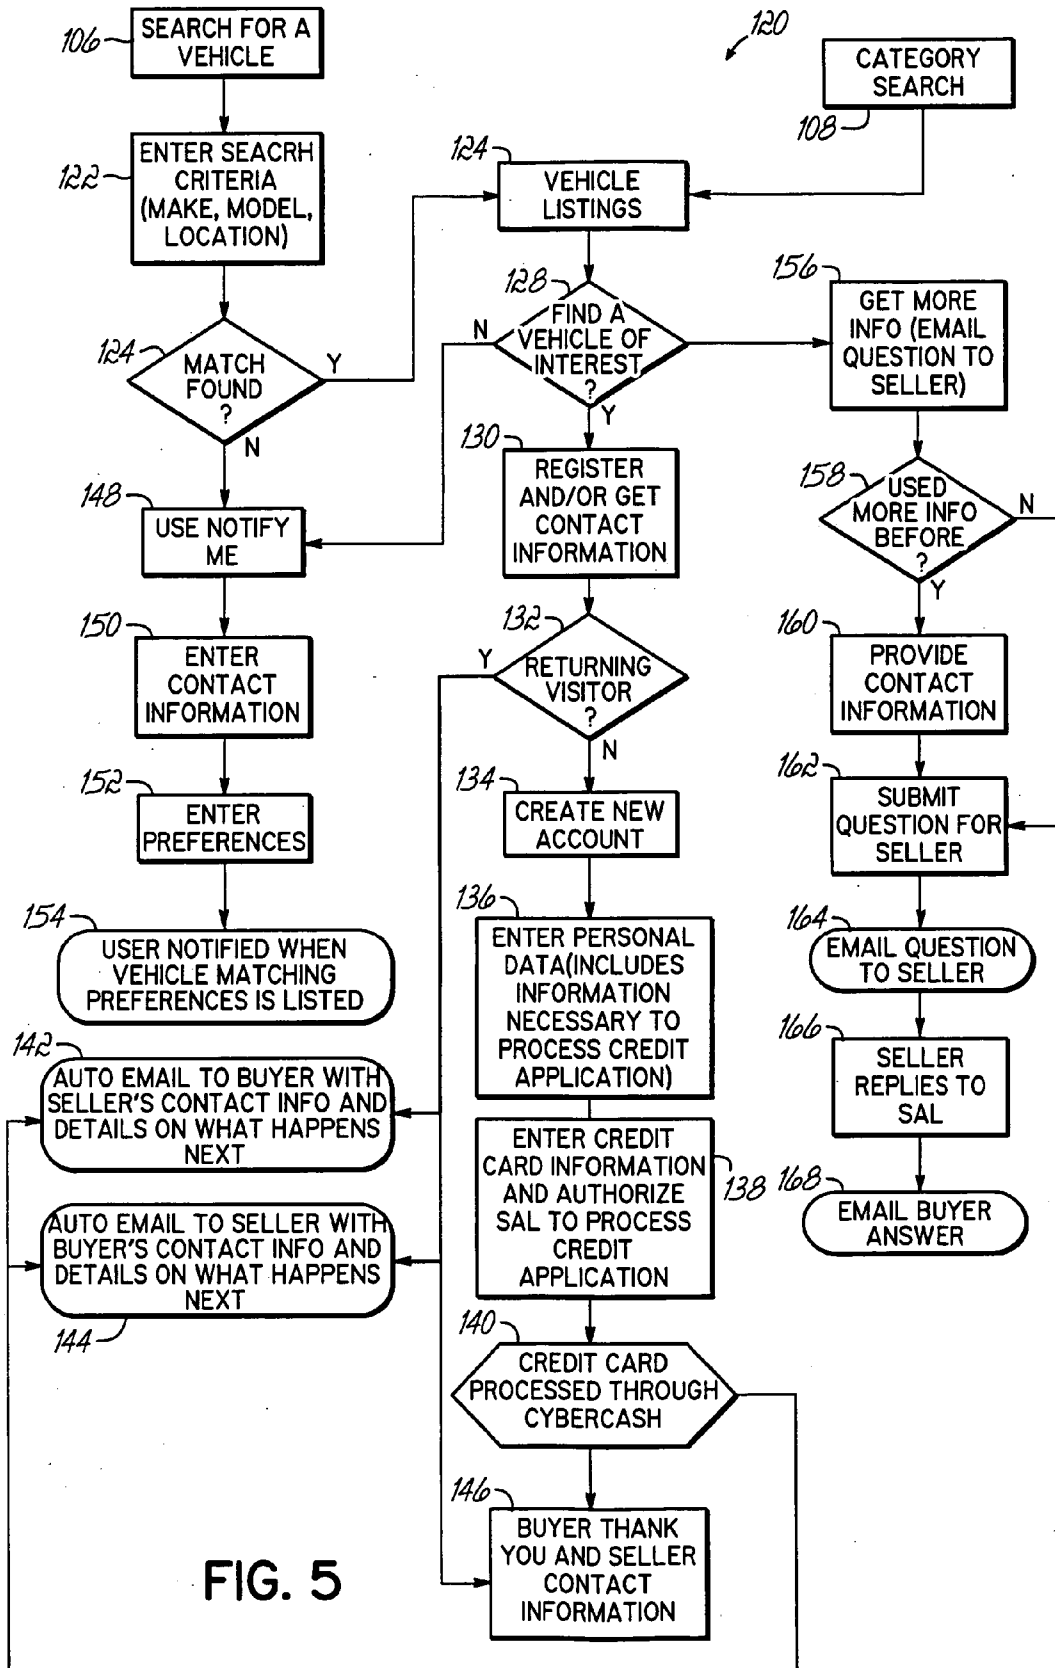 106
SEARCH FOR A
VEHICLE
120
CATEGORY
SEARCH
108
122
ENTER SEACRH
CRITERIA
(MAKE, MODEL,
LOCATION)
124
VEHICLE
LISTINGS
124
MATCH
FOUND
?
Y
N
128
FIND A
VEHICLE OF
INTEREST
?
N
Y
156
GET MORE
INFO (EMAIL
QUESTION TO
SELLER)
148
USE NOTIFY
ME
130
REGISTER
AND/OR GET
CONTACT
INFORMATION
158
USED
MORE INFO
BEFORE
?
N
Y
150
ENTER
CONTACT
INFORMATION
132
RETURNING
VISITOR
?
Y
N
160
PROVIDE
CONTACT
INFORMATION
152
ENTER
PREFERENCES
134
CREATE NEW
ACCOUNT
162
SUBMIT
QUESTION FOR
SELLER
154
USER NOTIFIED WHEN
VEHICLE MATCHING
PREFERENCES IS LISTED
136
ENTER PERSONAL
DATA(INCLUDES
INFORMATION
NECESSARY TO
PROCESS CREDIT
APPLICATION)
164
EMAIL QUESTION
TO SELLER
142
AUTO EMAIL TO BUYER WITH
SELLER'S CONTACT INFO AND
DETAILS ON WHAT HAPPENS
NEXT
166
SELLER
REPLIES TO
SAL
ENTER CREDIT
CARD INFORMATION
AND AUTHORIZE
SAL TO PROCESS
CREDIT
APPLICATION
138
168
EMAIL BUYER
ANSWER
AUTO EMAIL TO SELLER WITH
BUYER'S CONTACT INFO AND
DETAILS ON WHAT HAPPENS
NEXT
144
140
CREDIT CARD
PROCESSED THROUGH
CYBERCASH
146
BUYER THANK
YOU AND SELLER
CONTACT
INFORMATION
FIG. 5